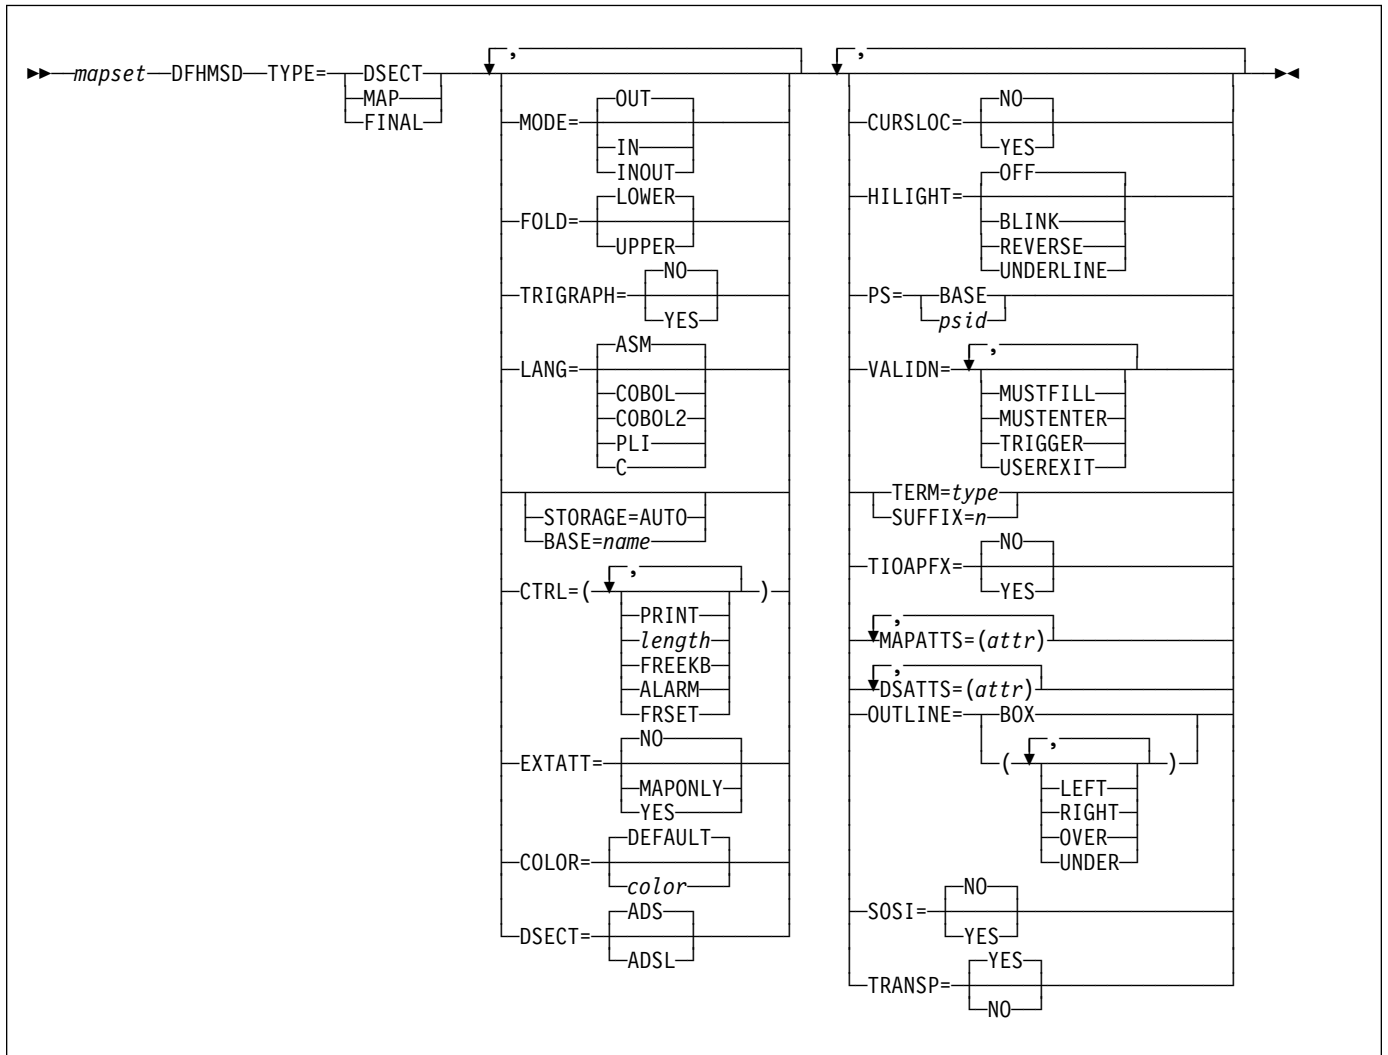 mapset DFHMSD TYPE= DSECT
MAP
FINAL
,
MODE= OUT
IN
INOUT
FOLD= LOWER
UPPER
TRIGRAPH= NO
YES
LANG= ASM
COBOL
COBOL2
PLI
C
STORAGE=AUTO
BASE=name
CTRL=( , )
PRINT
length
FREEKB
ALARM
FRSET
EXTATT= NO
MAPONLY
YES
COLOR= DEFAULT
color
DSECT= ADS
ADSL
,
CURSLOC= NO
YES
HILIGHT= OFF
BLINK
REVERSE
UNDERLINE
PS= BASE
psid
VALIDN= ,
MUSTFILL
MUSTENTER
TRIGGER
USEREXIT
TERM=type
SUFFIX=n
TIOAPFX= NO
YES
,
MAPATTS=(attr)
,
DSATTS=(attr)
OUTLINE= BOX
( , )
LEFT
RIGHT
OVER
UNDER
SOSI= NO
YES
TRANSP= YES
NO